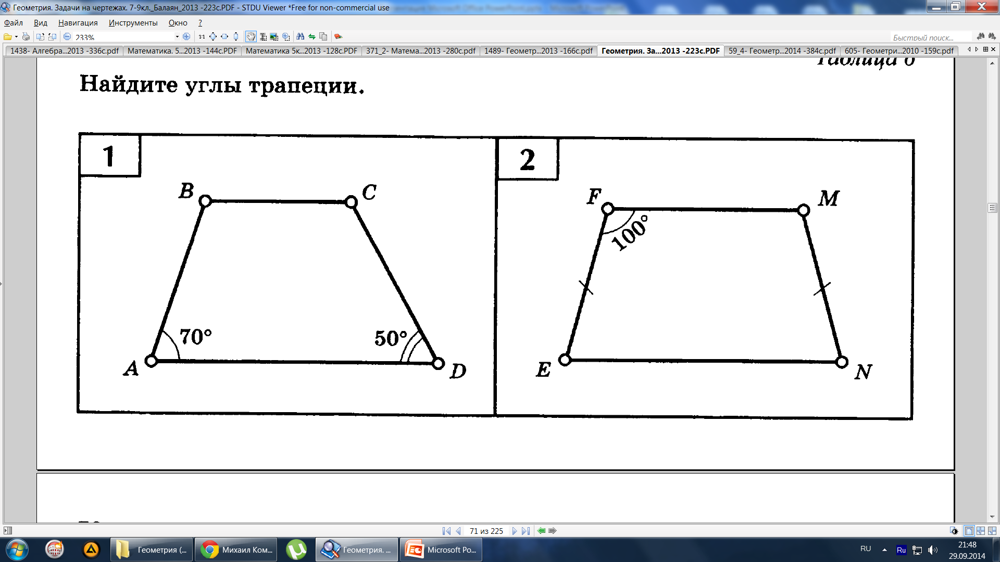 Геометрия. Задачи на чертежах. 7-9кл._Балаян_2013 -223с.PDF - STDU Viewer *Free for non-commercial use
Файл Вид Навигация Инструменты Окно ?
233% 1:1 Быстрый поиск...
1438- Алгебра...2013 -336с.pdf Математика. 5...2013 -144с.PDF Математика 5к...2013 -128с.PDF 371_2- Матема...2013 -280с.pdf 1489- Геометр...2013 -166с.pdf Геометрия. За...2013 -223с.PDF 59_4- Геометр...2014 -384с.pdf 605- Геометри...2010 -159с.pdf
Таблица
Найдите углы трапеции.
1
B C
70° 50°
A D
2
F M
100°
E N
71 из 225
Геометрия (... Михаил Ком... Геометрия. ... Microsoft Po... RU Ru 21:48
29.09.2014